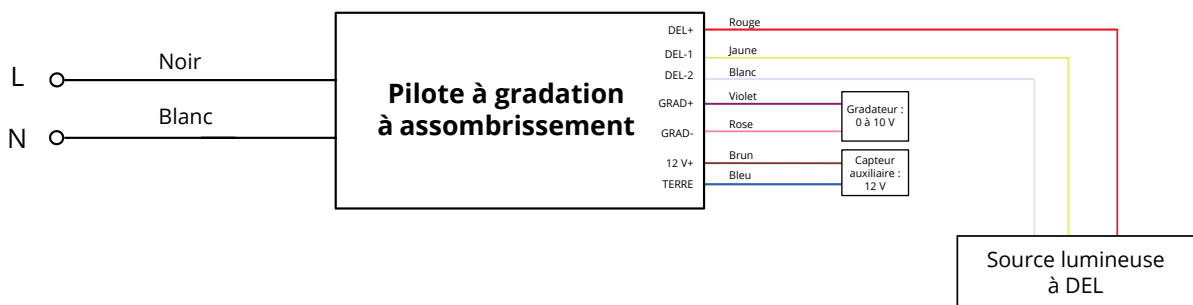 L
Noir
N
Blanc
Pilote à gradation
à assombrissement
DEL+
DEL-1
DEL-2
GRAD+
GRAD-
12 V+
TERRE
Rouge
Jaune
Blanc
Violet
Rose
Brun
Bleu
Gradateur :
0 à 10 V
Capteur
auxiliaire :
12 V
Source lumineuse
à DEL